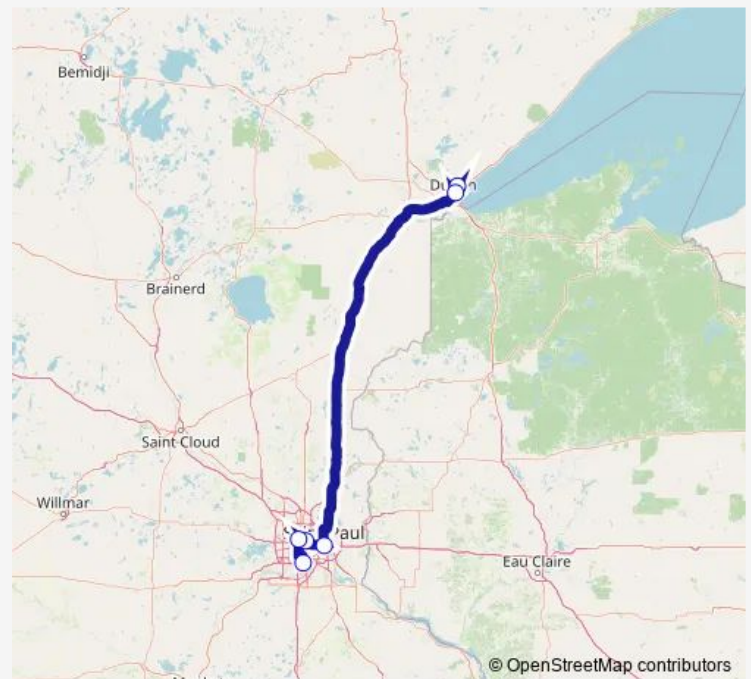 Bemidji
Brainerd
Saint Cloud
Willmar
Paul
Eau Claire
© OpenStreetMap contributors